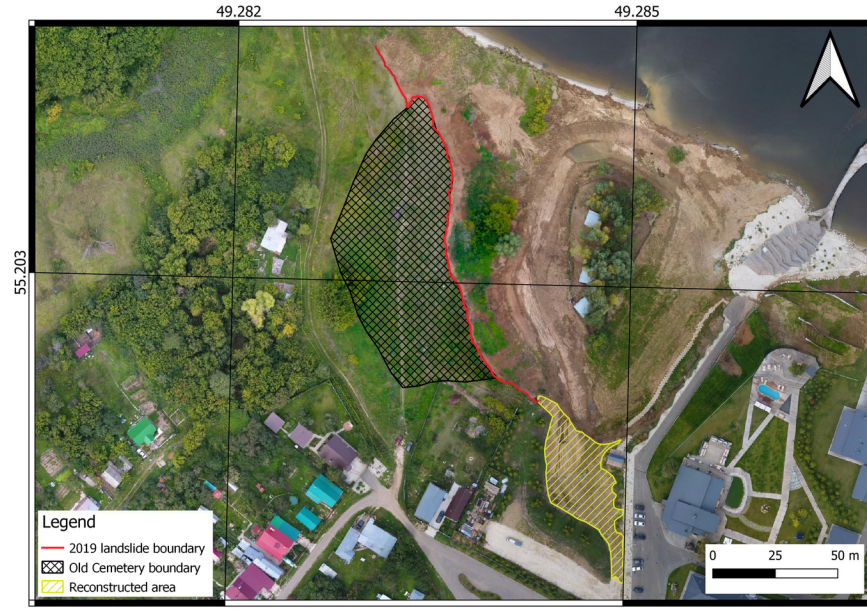 49.282 49.285
55.203
Legend
2019 landslide boundary
Old Cemetery boundary
Reconstructed area
0 25 50 m